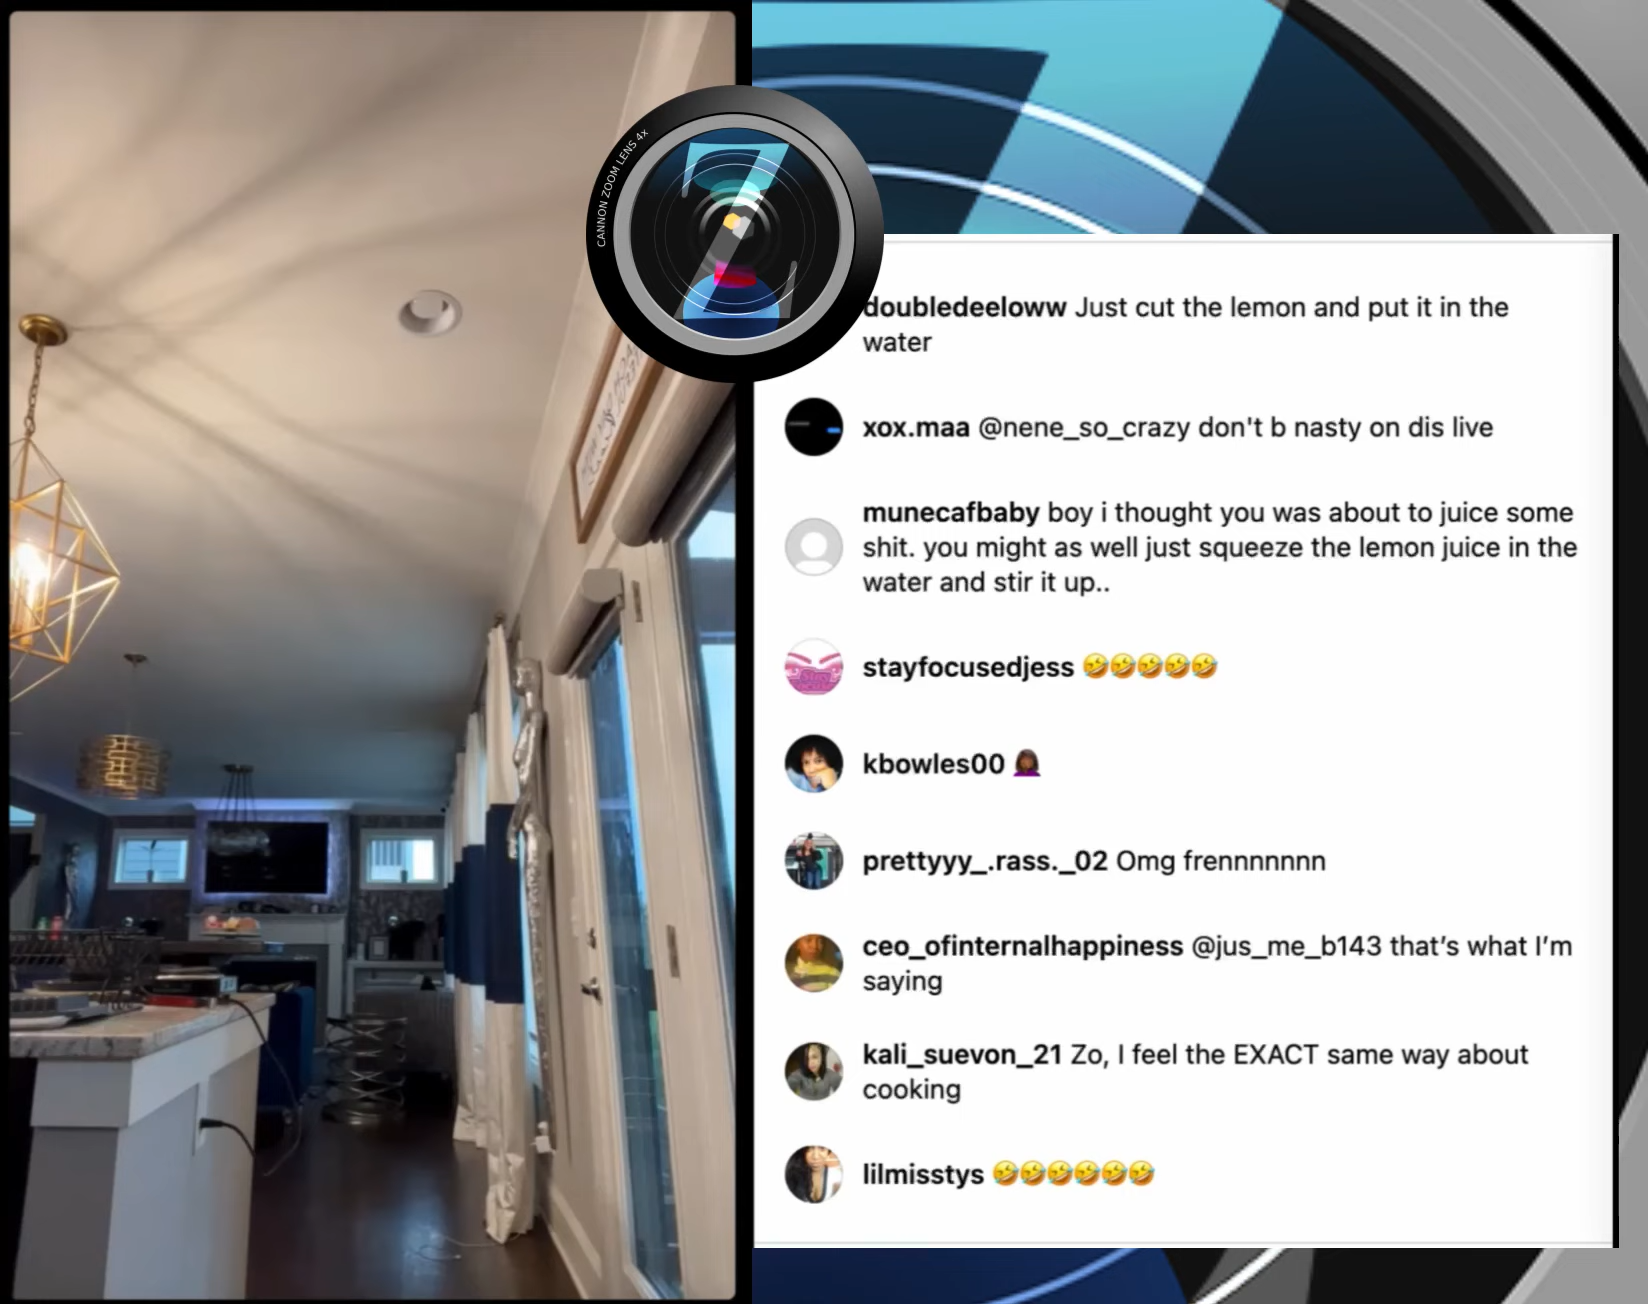 CANNON ZOOM LENS 4x
doubledeeloww Just cut the lemon and put it in the
water
xox.maa @nene_so_crazy don't b nasty on dis live
munecafbaby boy i thought you was about to juice some
shit. you might as well just squeeze the lemon juice in the
water and stir it up..
stayfocusedjess 🤣🤣🤣🤣🤣
kbowles00 🤦🏾‍♀️
prettyyy_.rass._02 Omg frennnnnnn
ceo_ofinternalhappiness @jus_me_b143 that’s what I’m
saying
kali_suevon_21 Zo, I feel the EXACT same way about
cooking
lilmisstys 🤣🤣🤣🤣🤣🤣